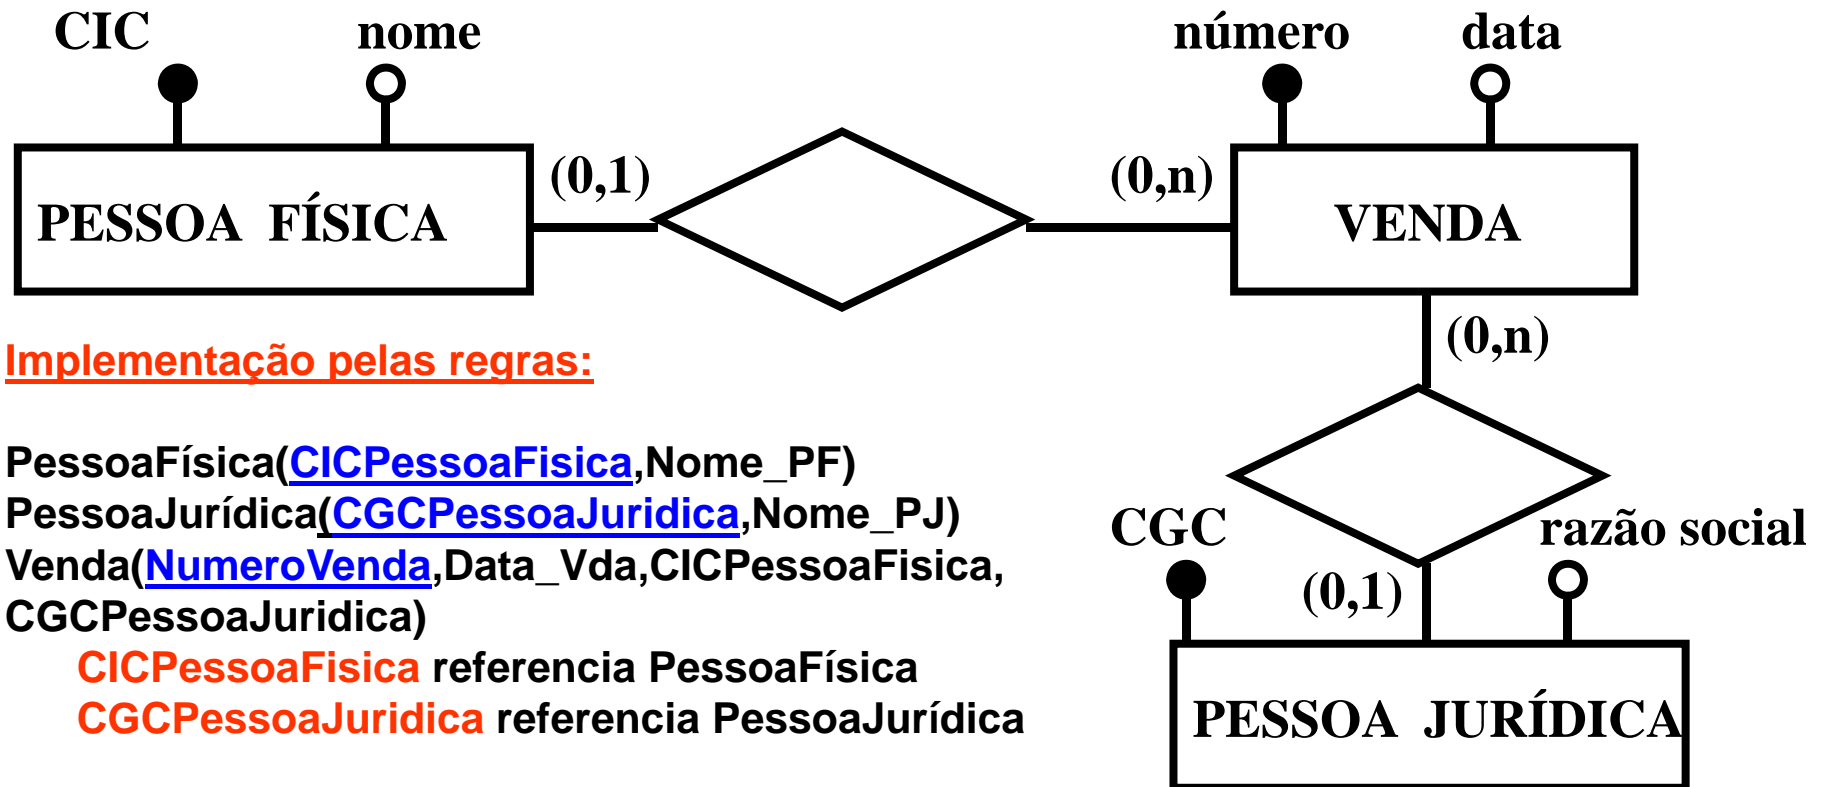 CIC nome número data
(0,1) (0,n)
PESSOA FÍSICA VENDA
(0,n)
Implementação pelas regras:
PessoaFísica(CICPessoaFisica,Nome_PF)
PessoaJurídica(CGCPessoaJuridica,Nome_PJ)
CGC razão social
Venda(NumeroVenda,Data_Vda,CICPessoaFisica,
CGCPessoaJuridica)
(0,1)
CICPessoaFisica referencia PessoaFísica
CGCPessoaJuridica referencia PessoaJurídica
PESSOA JURÍDICA